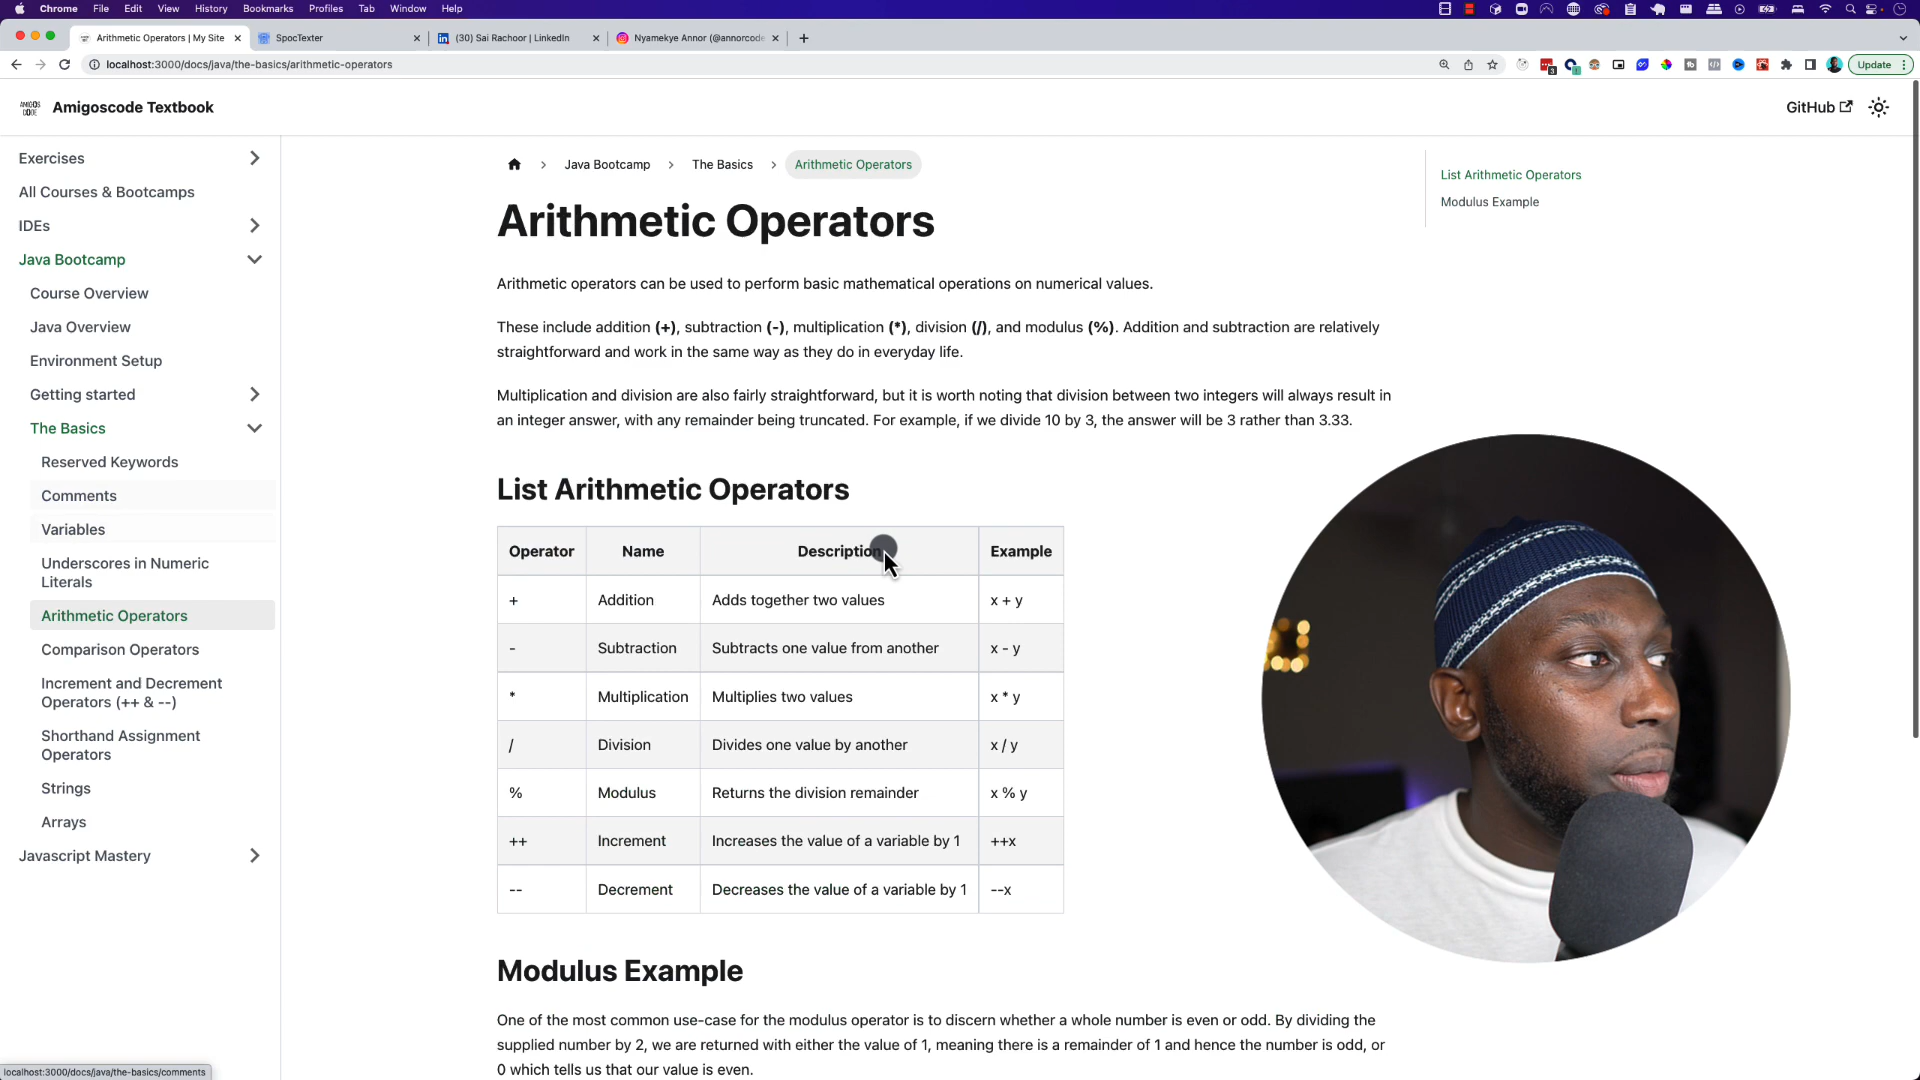 Chrome File Edit View History Bookmarks Profiles Tab Window Help
Arithmetic Operators | My Site
SpocTexter
(30) Sai Rachoor | LinkedIn
Nyamekye Annor (@annorcode
localhost:3000/docs/java/the-basics/arithmetic-operators
Update
AMIGOS
CODE
Amigoscode Textbook
GitHub
Exercises
All Courses & Bootcamps
IDEs
Java Bootcamp
Course Overview
Java Overview
Environment Setup
Getting started
The Basics
Reserved Keywords
Comments
Variables
Underscores in Numeric
Literals
Arithmetic Operators
Comparison Operators
Increment and Decrement
Operators (++ & --)
Shorthand Assignment
Operators
Strings
Arrays
Javascript Mastery
Java Bootcamp > The Basics > Arithmetic Operators
Arithmetic Operators
Arithmetic operators can be used to perform basic mathematical operations on numerical values.
These include addition (+), subtraction (-), multiplication (*), division (/), and modulus (%). Addition and subtraction are relatively
straightforward and work in the same way as they do in everyday life.
Multiplication and division are also fairly straightforward, but it is worth noting that division between two integers will always result in
an integer answer, with any remainder being truncated. For example, if we divide 10 by 3, the answer will be 3 rather than 3.33.
List Arithmetic Operators
Operator Name Description Example
+ Addition Adds together two values x + y
- Subtraction Subtracts one value from another x - y
* Multiplication Multiplies two values x * y
/ Division Divides one value by another x / y
% Modulus Returns the division remainder x % y
++ Increment Increases the value of a variable by 1 ++x
-- Decrement Decreases the value of a variable by 1 --x
Modulus Example
One of the most common use-case for the modulus operator is to discern whether a whole number is even or odd. By dividing the
supplied number by 2, we are returned with either the value of 1, meaning there is a remainder of 1 and hence the number is odd, or
0 which tells us that our value is even.
List Arithmetic Operators
Modulus Example
localhost:3000/docs/java/the-basics/comments